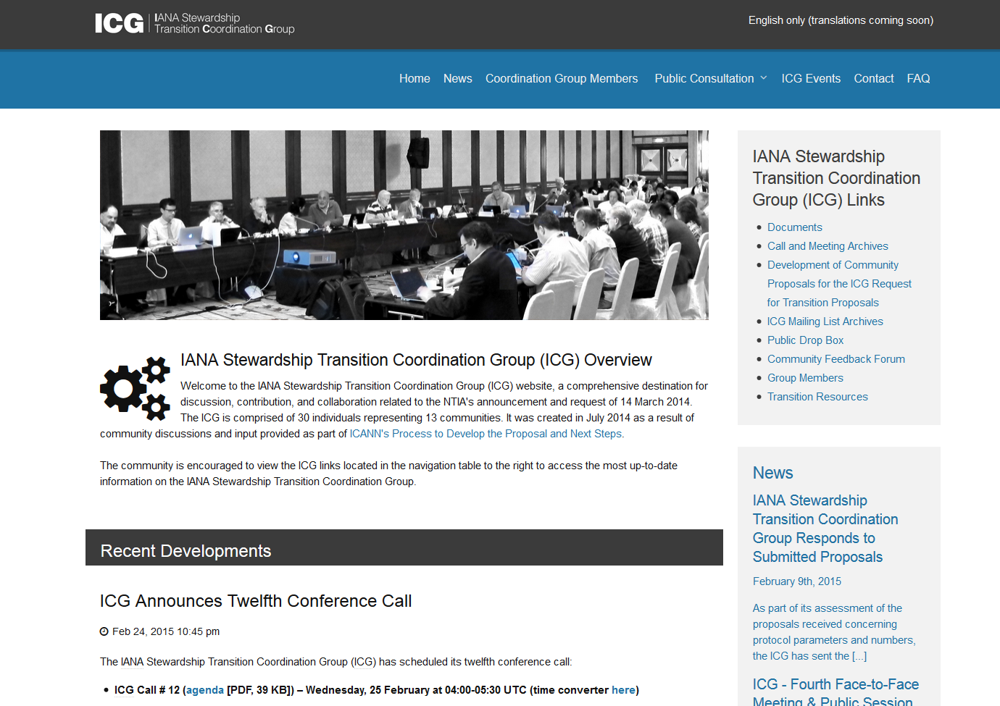 ICG IANA Stewardship
Transition Coordination Group
English only (translations coming soon)
Home News Coordination Group Members Public Consultation ICG Events Contact FAQ
IANA Stewardship Transition Coordination Group (ICG) Overview
Welcome to the IANA Stewardship Transition Coordination Group (ICG) website, a comprehensive destination for
discussion, contribution, and collaboration related to the NTIA's announcement and request of 14 March 2014.
The ICG is comprised of 30 individuals representing 13 communities. It was created in July 2014 as a result of
community discussions and input provided as part of ICANN's Process to Develop the Proposal and Next Steps.
The community is encouraged to view the ICG links located in the navigation table to the right to access the most up-to-date
information on the IANA Stewardship Transition Coordination Group.
Recent Developments
ICG Announces Twelfth Conference Call
Feb 24, 2015 10:45 pm
The IANA Stewardship Transition Coordination Group (ICG) has scheduled its twelfth conference call:
• ICG Call # 12 (agenda [PDF, 39 KB]) – Wednesday, 25 February at 04:00-05:30 UTC (time converter here)
IANA Stewardship
Transition Coordination
Group (ICG) Links
• Documents
• Call and Meeting Archives
• Development of Community
Proposals for the ICG Request
for Transition Proposals
• ICG Mailing List Archives
• Public Drop Box
• Community Feedback Forum
• Group Members
• Transition Resources
News
IANA Stewardship
Transition Coordination
Group Responds to
Submitted Proposals
February 9th, 2015
As part of its assessment of the
proposals received concerning
protocol parameters and numbers,
the ICG has sent the [...]
ICG - Fourth Face-to-Face
Meeting & Public Session